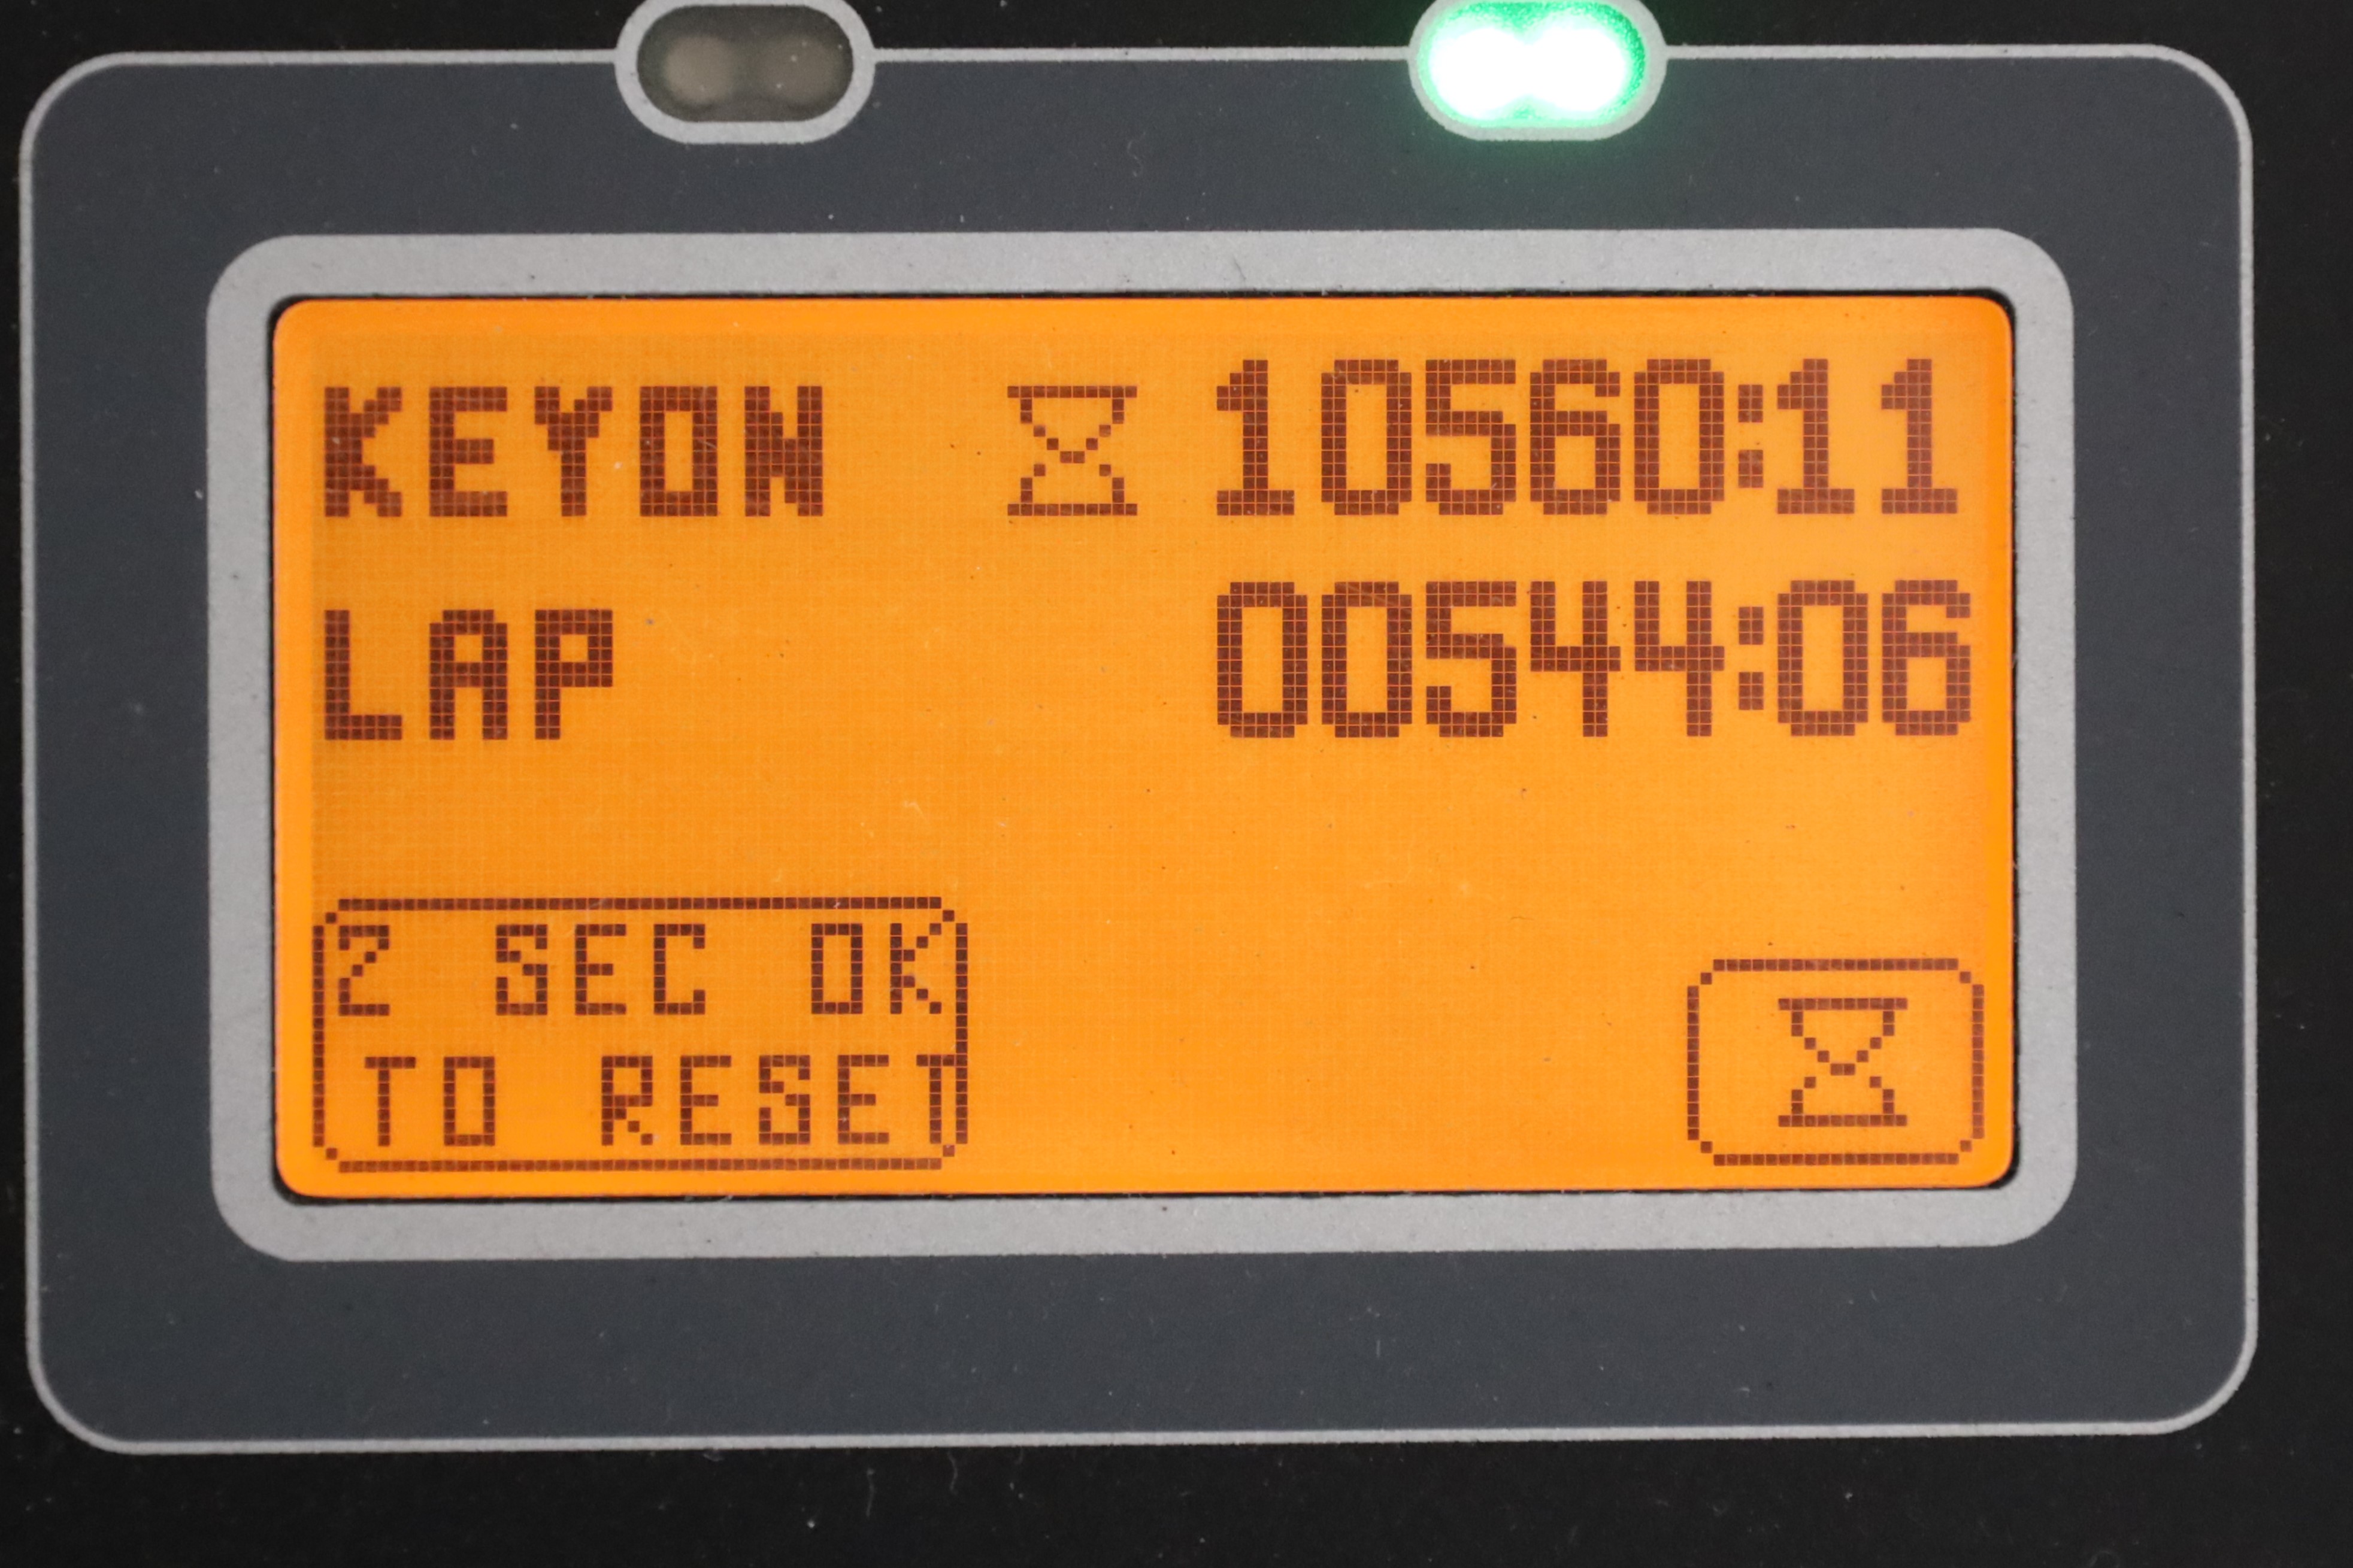 KEYON 10560:11
LAP 00544:06
2 SEC OK
TO RESET